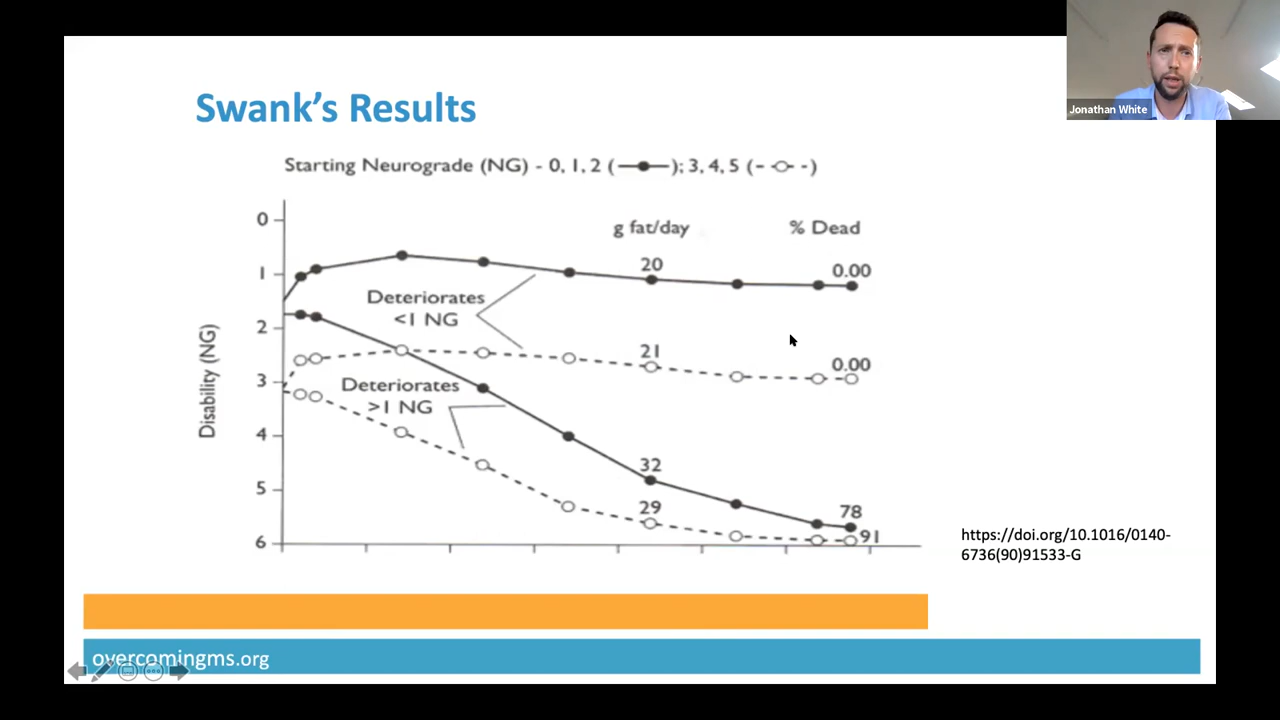 Jonathan White
Swank's Results
Starting Neurograde (NG) - 0, 1, 2 ( ); 3, 4, 5 ( )
g fat/day
% Dead
0
1
2
3
4
5
6
Disability (NG)
20
0.00
Deteriorates
<1 NG
21
0.00
Deteriorates
>1 NG
32
29
78
91
https://doi.org/10.1016/0140-
6736(90)91533-G
overcomingms.org